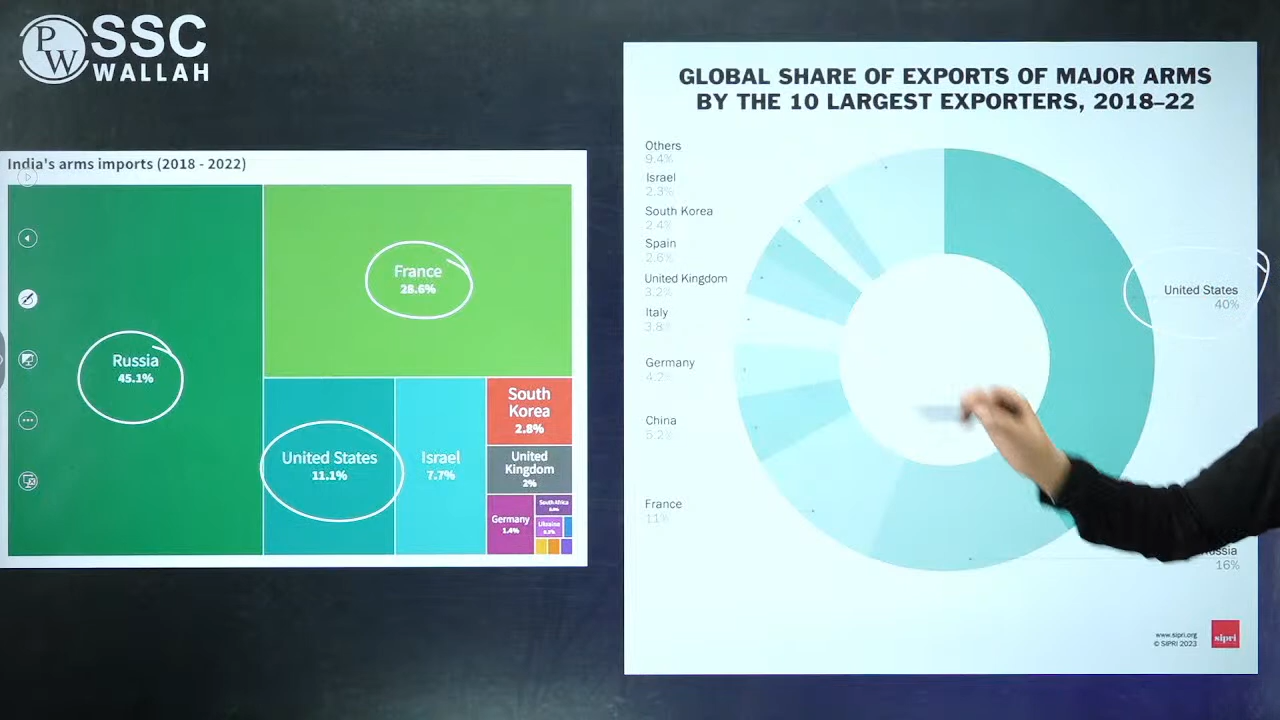 PW
SSC
WALLAH
India's arms imports (2018 - 2022)
Russia
45.1%
France
28.6%
United States
11.1%
Israel
7.7%
South
Korea
2.8%
United
Kingdom
2%
Germany
1.4%
South Africa
Ukraine
GLOBAL SHARE OF EXPORTS OF MAJOR ARMS
BY THE 10 LARGEST EXPORTERS, 2018–22
Others
9.4%
Israel
2.3%
South Korea
2.4%
Spain
2.6%
United Kingdom
3.2%
Italy
3.8%
Germany
4.2%
China
5.2%
France
11%
United States
40%
ussia
16%
www.sipri.org
© SIPRI 2023
sipri